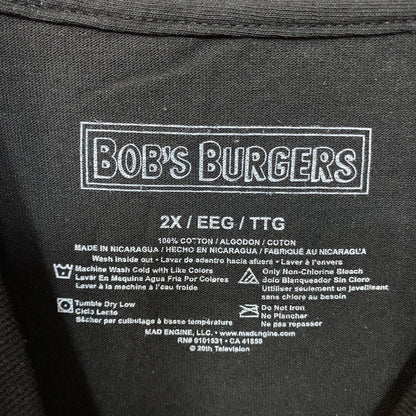 BOB'S BURGERS
2X / EEG / TTG
100% COTTON / ALGODON / COTON
MADE IN NICARAGUA / HECHO EN NICARAGUA / FABRIQUÉ AU NICARAGUA
Wash inside out • Lavar de adentro hacia afuera • Laver à l'envers
Machine Wash Cold with Like Colors
Lavar En Maquina Agua Fria Por Colores
Laver à la machine à l'eau froide
Only Non-Chlorine Bleach
Solo Blanqueador Sin Cloro
Utiliser seulement un javellisant
sans chlore au besoin
Tumble Dry Low
Ciclo Lento
Sécher par culbutage à basse température
Do Not Iron
No Planchar
Ne pas repasser
MAD ENGINE, LLC. • www.madengine.com
RN# 0101531 • CA 41850
© 20th Television